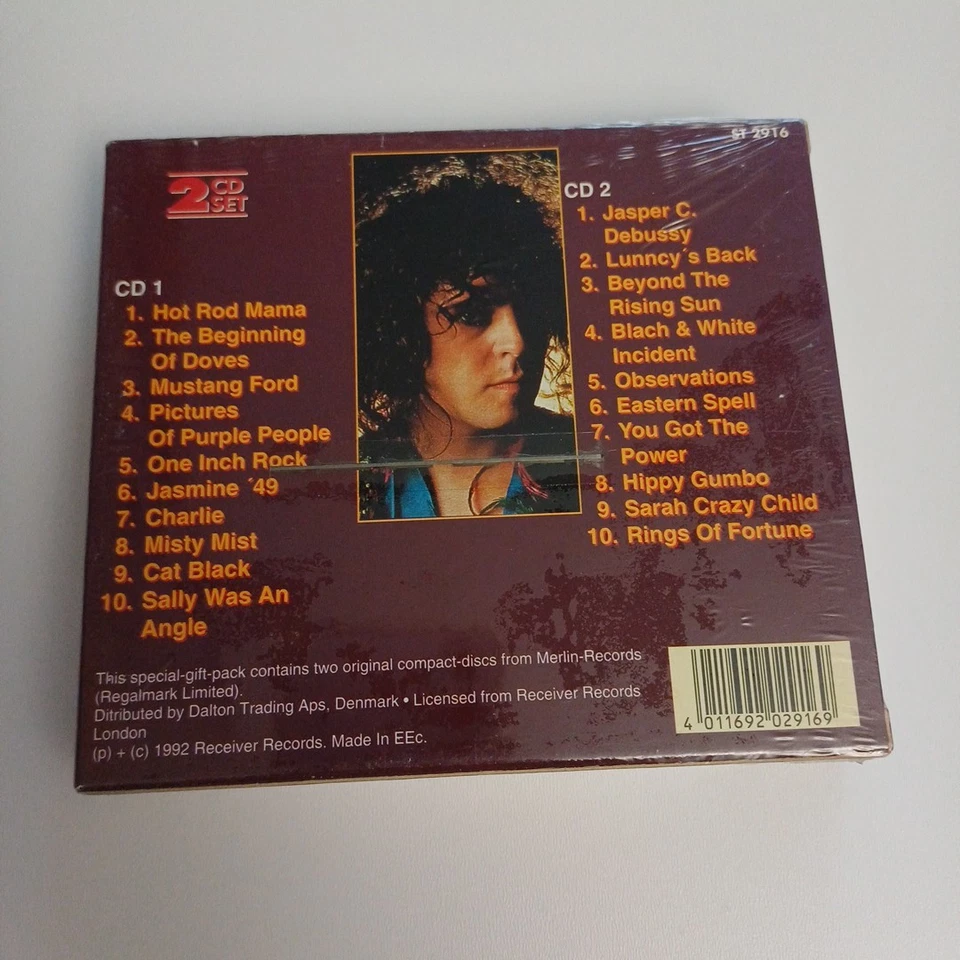 ST 2916
2 CD
SET
CD 1
1. Hot Rod Mama
2. The Beginning
Of Doves
3. Mustang Ford
4. Pictures
Of Purple People
5. One Inch Rock
6. Jasmine ´49
7. Charlie
8. Misty Mist
9. Cat Black
10. Sally Was An
Angle
CD 2
1. Jasper C.
Debussy
2. Lunncy´s Back
3. Beyond The
Rising Sun
4. Blach & White
Incident
5. Observations
6. Eastern Spell
7. You Got The
Power
8. Hippy Gumbo
9. Sarah Crazy Child
10. Rings Of Fortune
This special-gift-pack contains two original compact-discs from Merlin-Records
(Regalmark Limited).
Ditributed by Dalton Trading Aps, Denmark • Licensed from Receiver Records
London
(p) + (c) 1992 Receiver Records. Made In EEc.
4 011692 029169